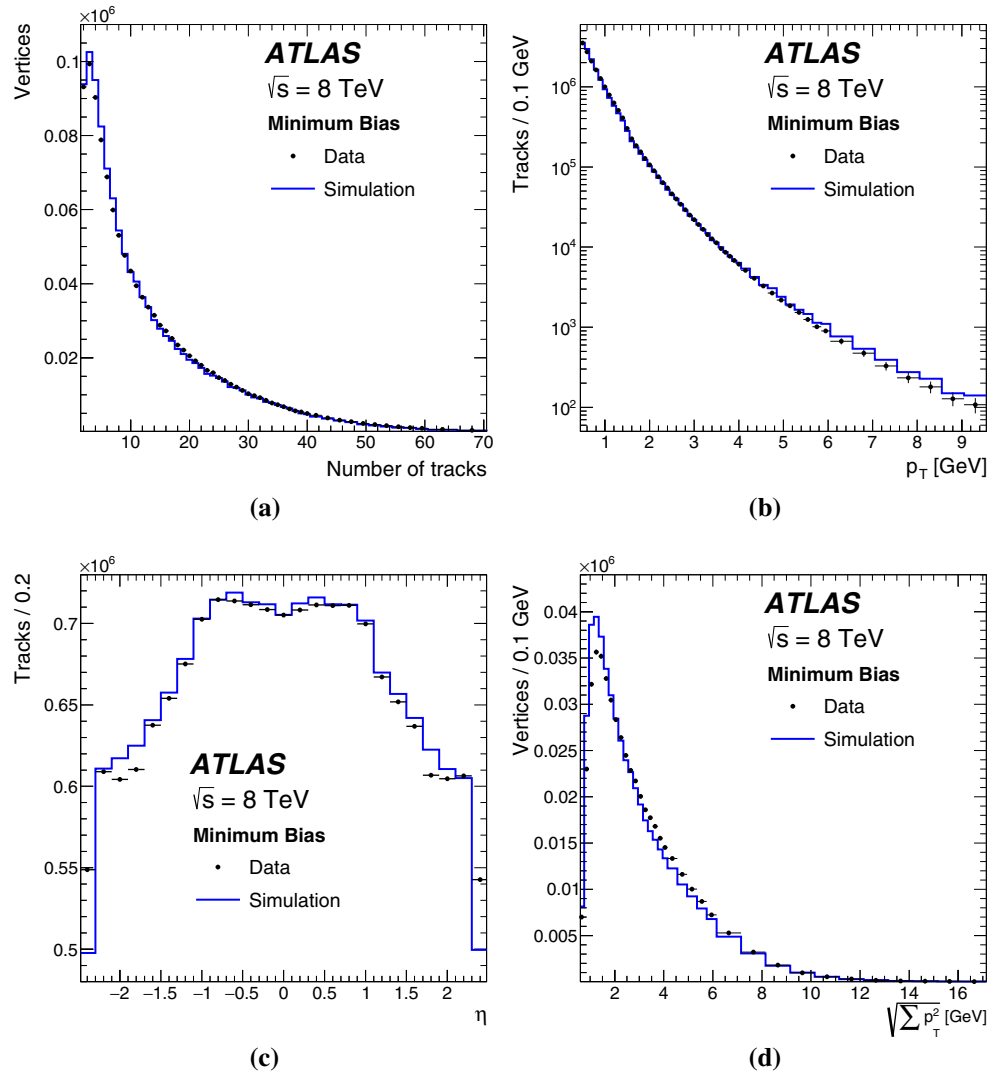 ×10⁶
Vertices
0.1
0.08
0.06
0.04
0.02
ATLAS
√s = 8 TeV
Minimum Bias
Data
Simulation
10 20 30 40 50 60 70
Number of tracks
(a)
Tracks / 0.1 GeV
10⁶
10⁵
10⁴
10³
10²
ATLAS
√s = 8 TeV
Minimum Bias
Data
Simulation
1 2 3 4 5 6 7 8 9
p_T [GeV]
(b)
×10⁶
Tracks / 0.2
0.7
0.65
0.6
0.55
0.5
ATLAS
√s = 8 TeV
Minimum Bias
Data
Simulation
−2 −1.5 −1 −0.5 0 0.5 1 1.5 2
η
(c)
×10⁶
Vertices / 0.1 GeV
0.04
0.035
0.03
0.025
0.02
0.015
0.01
0.005
ATLAS
√s = 8 TeV
Minimum Bias
Data
Simulation
2 4 6 8 10 12 14 16
√∑ p_T² [GeV]
(d)